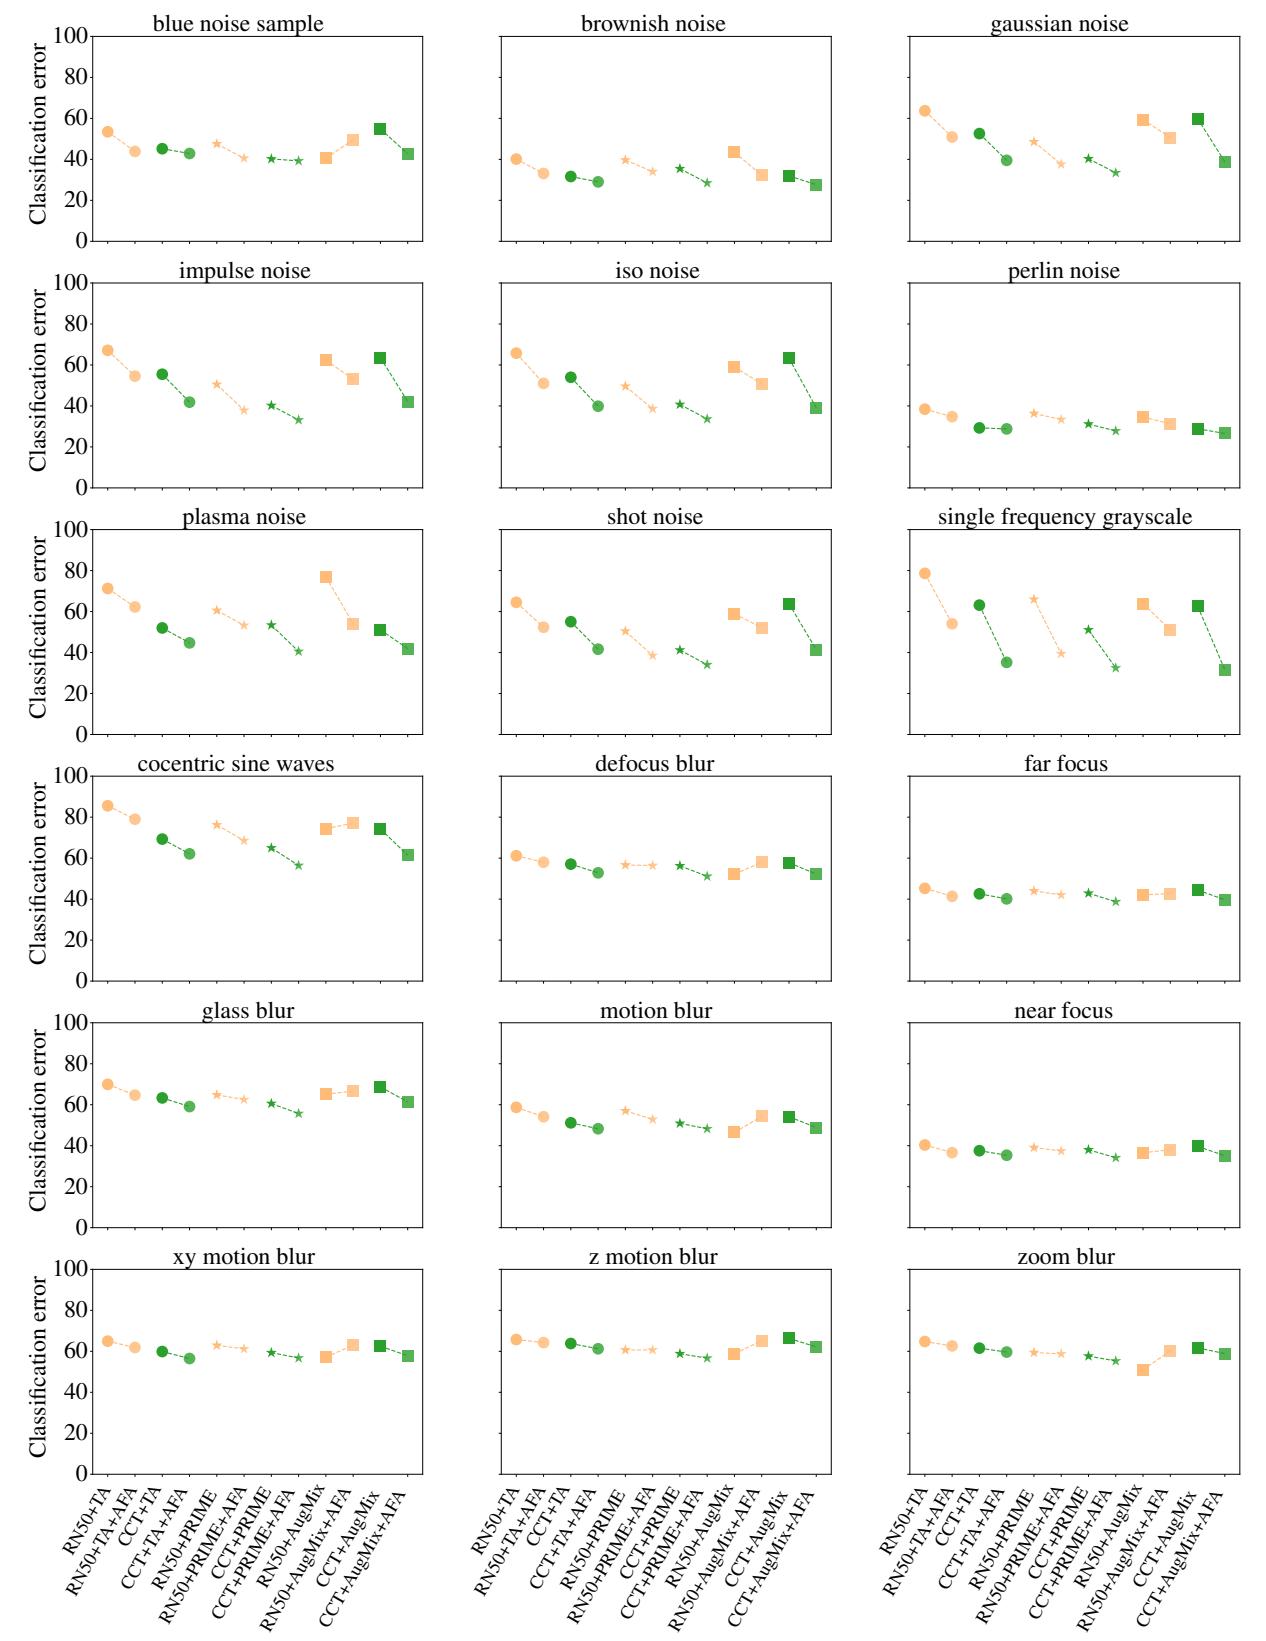 blue noise sample
brownish noise
gaussian noise
Classification error
100
80
60
40
20
0
impulse noise
iso noise
perlin noise
Classification error
100
80
60
40
20
0
plasma noise
shot noise
single frequency grayscale
Classification error
100
80
60
40
20
0
cocentric sine waves
defocus blur
far focus
Classification error
100
80
60
40
20
0
glass blur
motion blur
near focus
Classification error
100
80
60
40
20
0
xy motion blur
z motion blur
zoom blur
Classification error
100
80
60
40
20
0
RN50+TA
RN50+TA+AFA
CCT+TA
CCT+TA+AFA
RN50+PRIME
RN50+PRIME+AFA
CCT+PRIME
CCT+PRIME+AFA
RN50+AugMix
RN50+AugMix+AFA
CCT+AugMix
CCT+AugMix+AFA
RN50+TA
RN50+TA+AFA
CCT+TA
CCT+TA+AFA
RN50+PRIME
RN50+PRIME+AFA
CCT+PRIME
CCT+PRIME+AFA
RN50+AugMix
RN50+AugMix+AFA
CCT+AugMix
CCT+AugMix+AFA
RN50+TA
RN50+TA+AFA
CCT+TA
CCT+TA+AFA
RN50+PRIME
RN50+PRIME+AFA
CCT+PRIME
CCT+PRIME+AFA
RN50+AugMix
RN50+AugMix+AFA
CCT+AugMix
CCT+AugMix+AFA